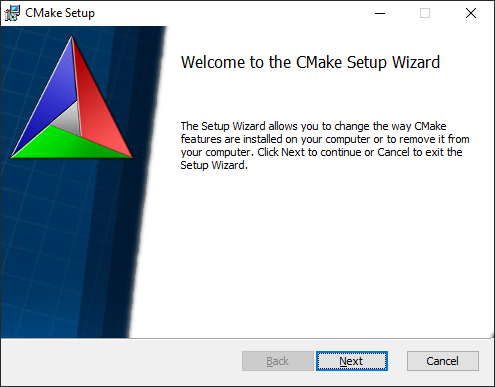 CMake Setup
Welcome to the CMake Setup Wizard
The Setup Wizard allows you to change the way CMake
features are installed on your computer or to remove it from
your computer. Click Next to continue or Cancel to exit the
Setup Wizard.
Back
Next
Cancel